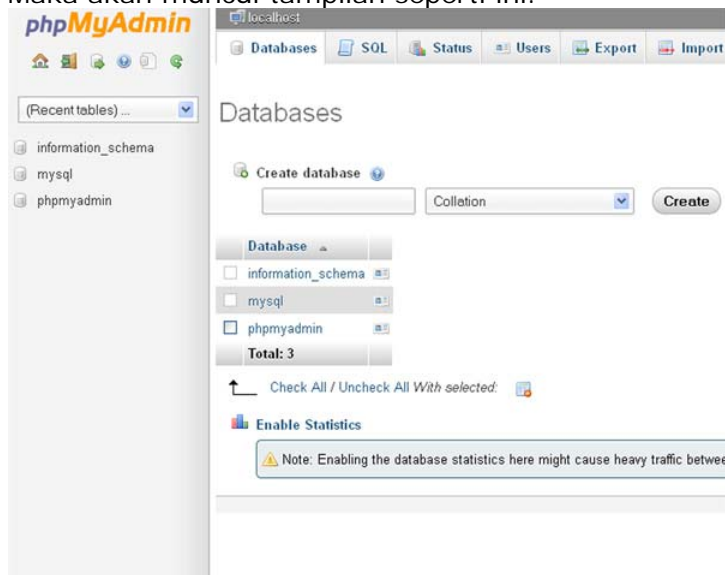 Maka akan muncul tampilan seperti ini.
phpMyAdmin
localhost
Databases SQL Status Users Export Import
(Recent tables) ...
information_schema
mysql
phpmyadmin
Databases
Create database
Collation Create
Database
information_schema
mysql
phpmyadmin
Total: 3
Check All / Uncheck All With selected:
Enable Statistics
Note: Enabling the database statistics here might cause heavy traffic betwee